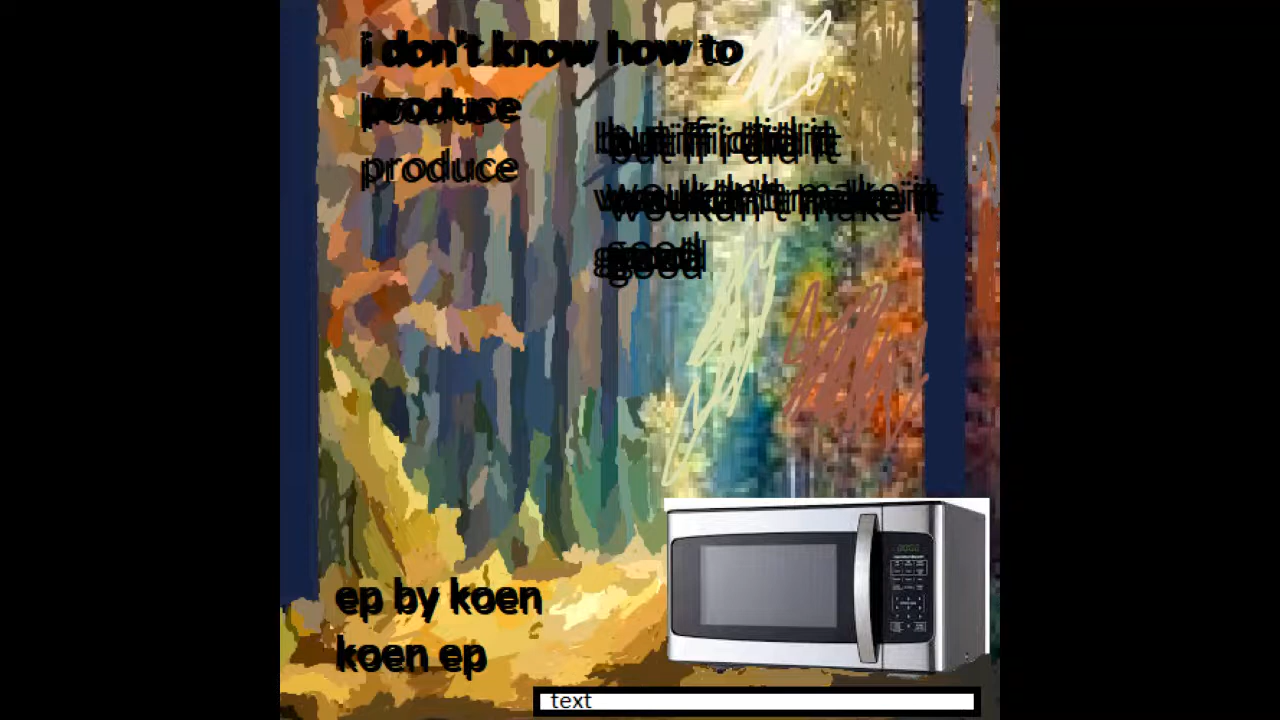 i don't know how to
produce
produce
but if i did it
woukdn't make it
good
ep by koen
koen ep
text